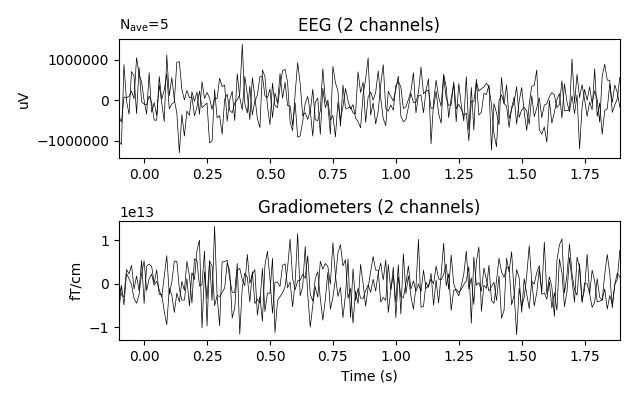 N_ave=5
EEG (2 channels)
1000000
0
−1000000
uV
0.00 0.25 0.50 0.75 1.00 1.25 1.50 1.75
1e13
Gradiometers (2 channels)
1
0
−1
fT/cm
0.00 0.25 0.50 0.75 1.00 1.25 1.50 1.75
Time (s)